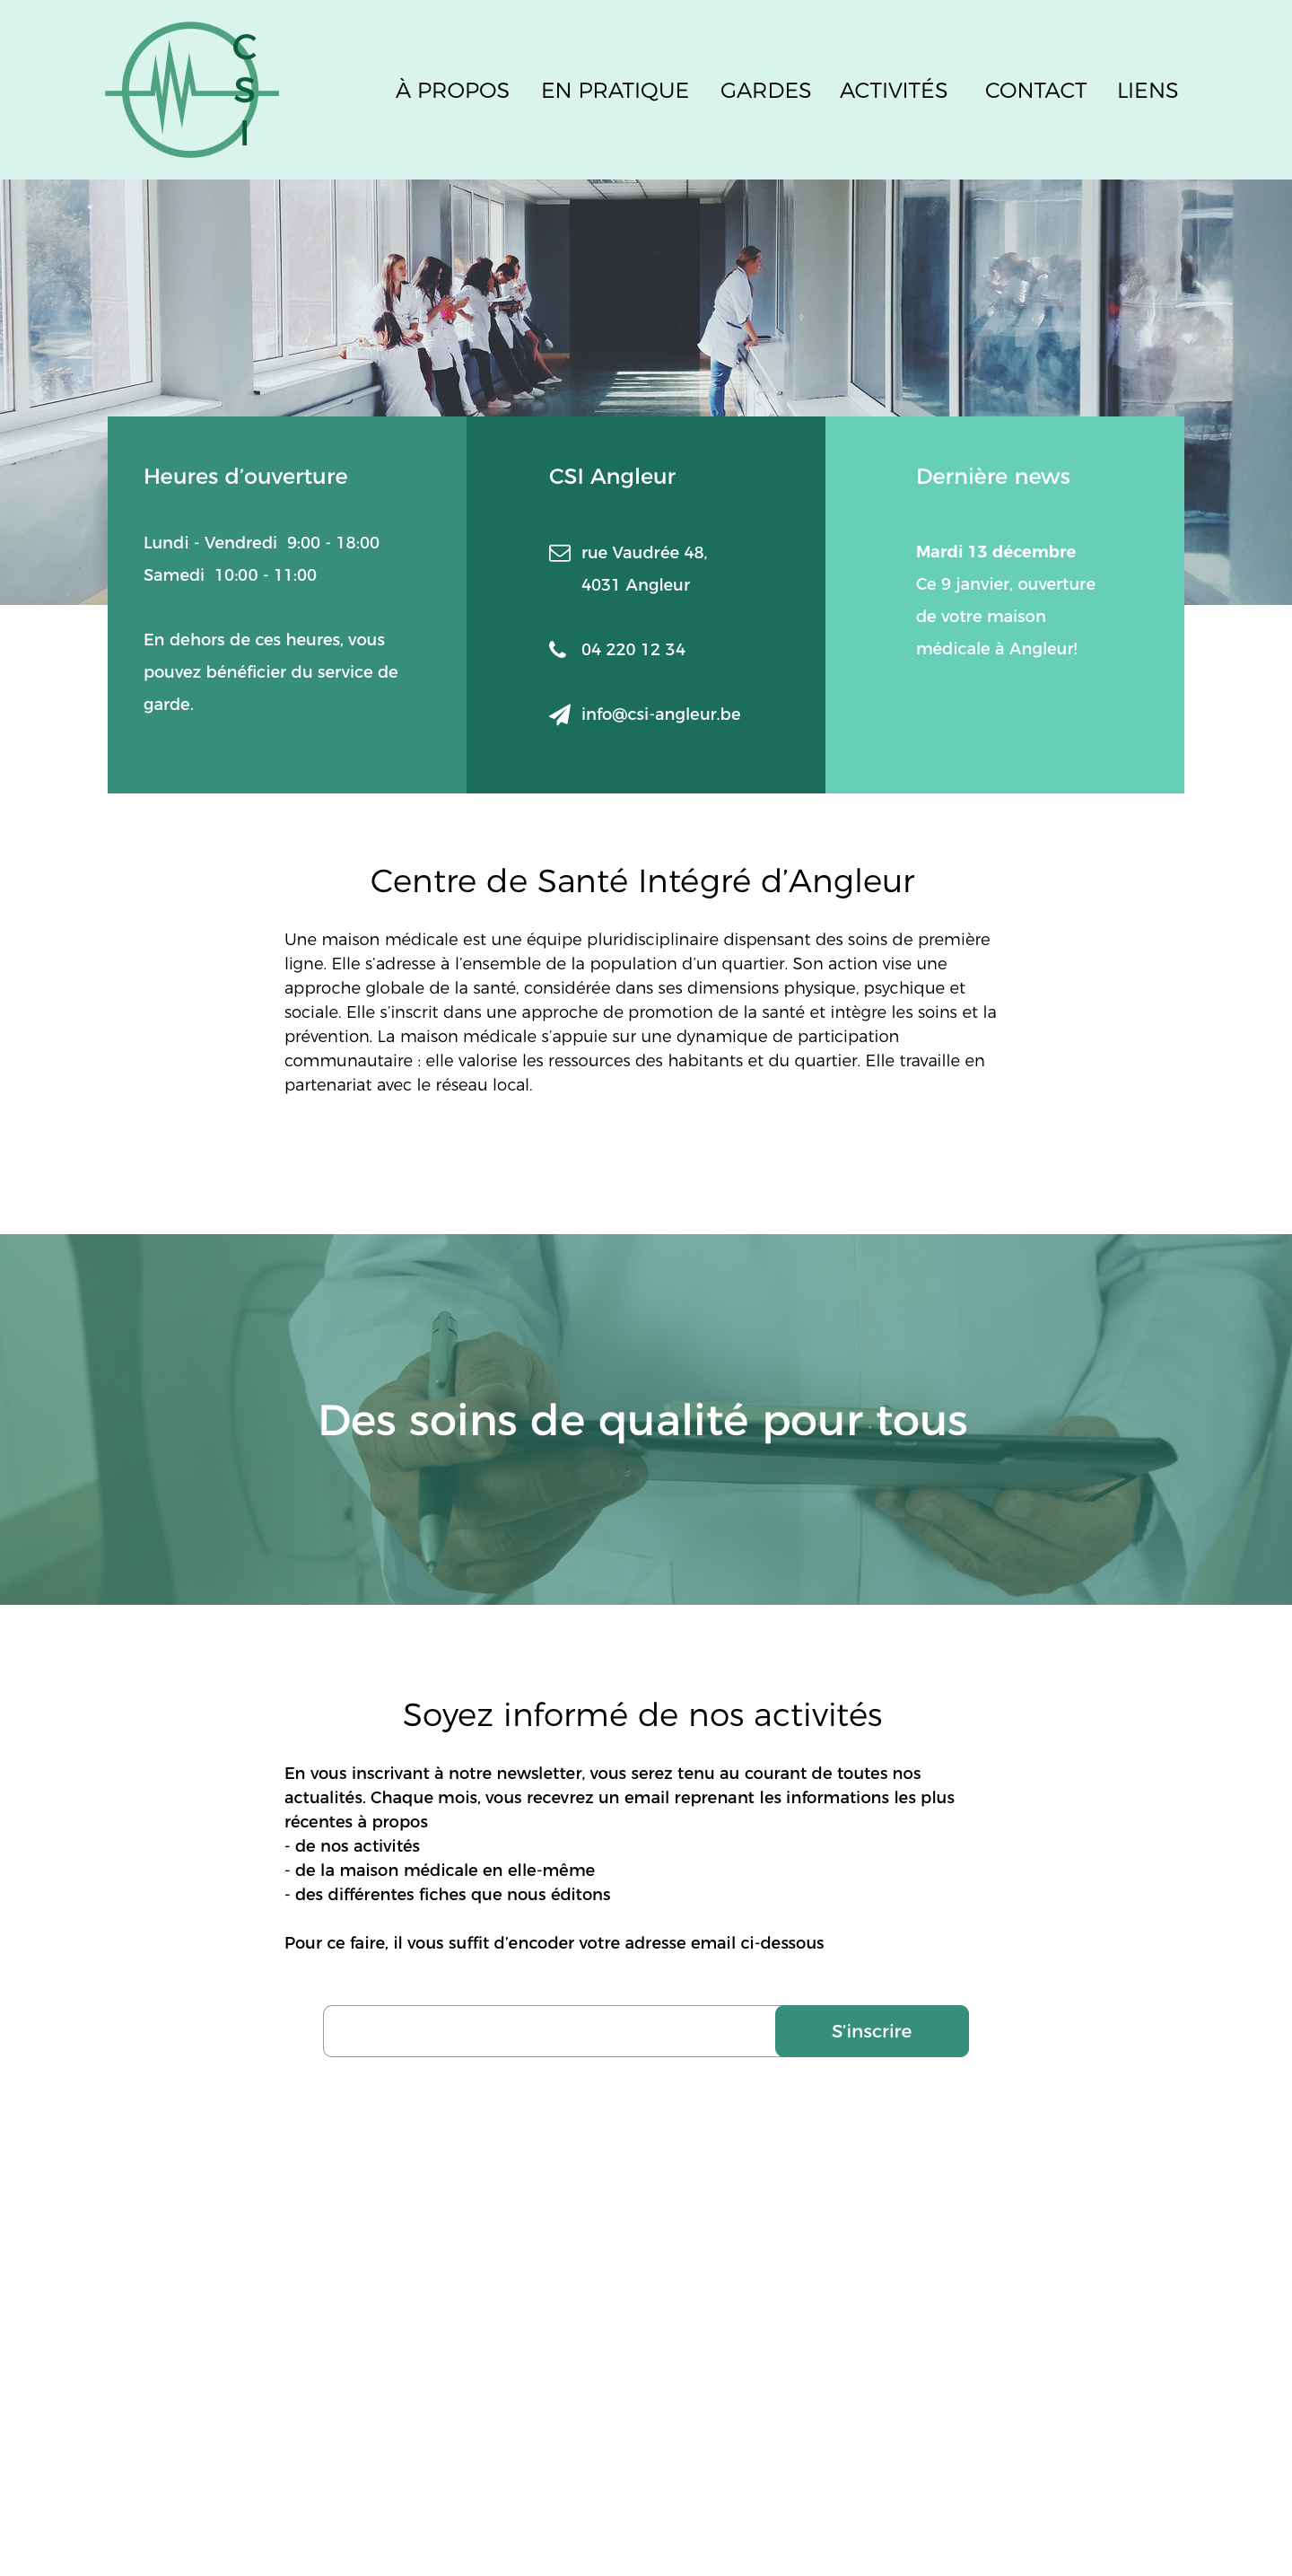 C
S
I
À PROPOS EN PRATIQUE GARDES ACTIVITÉS CONTACT LIENS
Heures d’ouverture
Lundi - Vendredi 9:00 - 18:00
Samedi 10:00 - 11:00
En dehors de ces heures, vous
pouvez bénéficier du service de
garde.
CSI Angleur
rue Vaudrée 48,
4031 Angleur
04 220 12 34
info@csi-angleur.be
Dernière news
Mardi 13 décembre
Ce 9 janvier, ouverture
de votre maison
médicale à Angleur!
Centre de Santé Intégré d’Angleur
Une maison médicale est une équipe pluridisciplinaire dispensant des soins de première
ligne. Elle s’adresse à l’ensemble de la population d’un quartier. Son action vise une
approche globale de la santé, considérée dans ses dimensions physique, psychique et
sociale. Elle s’inscrit dans une approche de promotion de la santé et intègre les soins et la
prévention. La maison médicale s’appuie sur une dynamique de participation
communautaire : elle valorise les ressources des habitants et du quartier. Elle travaille en
partenariat avec le réseau local.
Des soins de qualité pour tous
Soyez informé de nos activités
En vous inscrivant à notre newsletter, vous serez tenu au courant de toutes nos
actualités. Chaque mois, vous recevrez un email reprenant les informations les plus
récentes à propos
- de nos activités
- de la maison médicale en elle-même
- des différentes fiches que nous éditons
Pour ce faire, il vous suffit d’encoder votre adresse email ci-dessous
S’inscrire